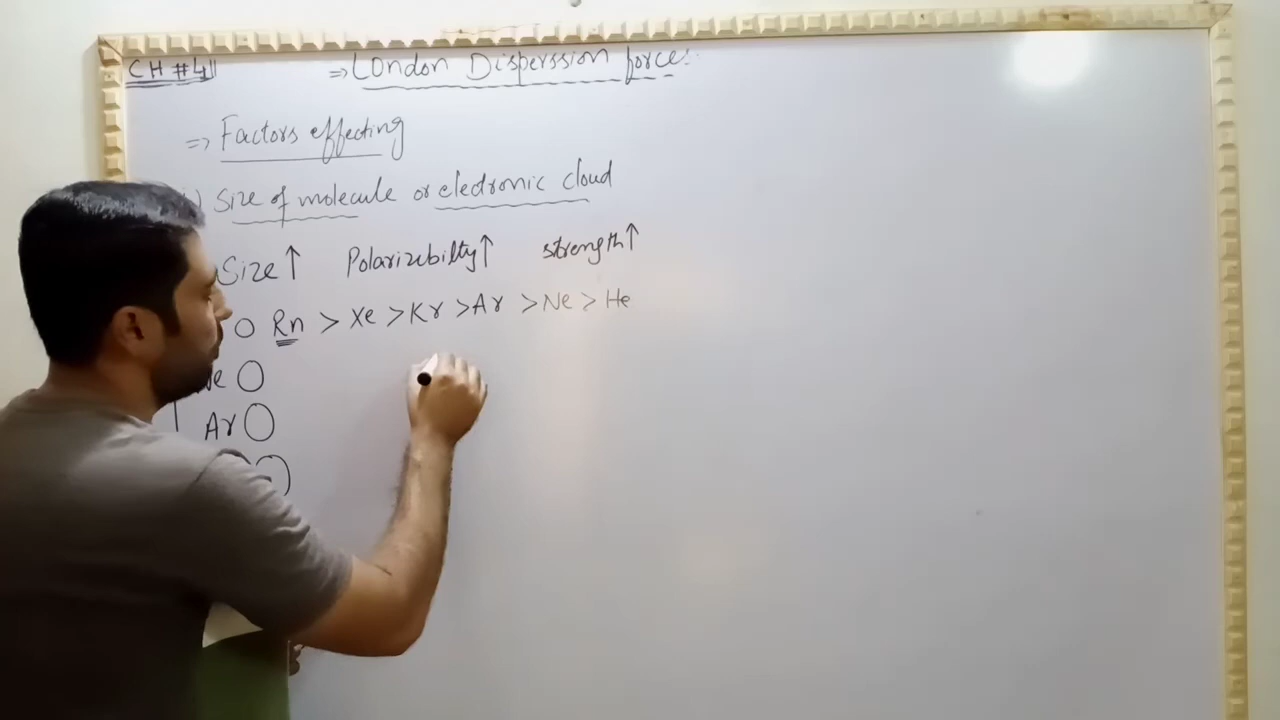 CH #4
⇒ London Disperssion force:
⇒ Factors effecting
) Size of molecule or electronic cloud
Size ↑ Polarizebilty ↑ strength ↑
Rn > Xe > Kr > Ar > Ne > He
Ar